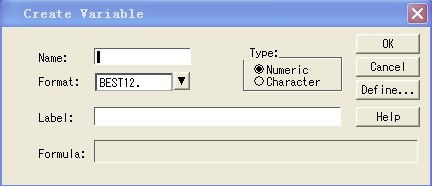 Create Variable
Name:
Type:
OK
Numeric
Cancel
Format: BEST12.
Character
Define...
Label:
Help
Formula: